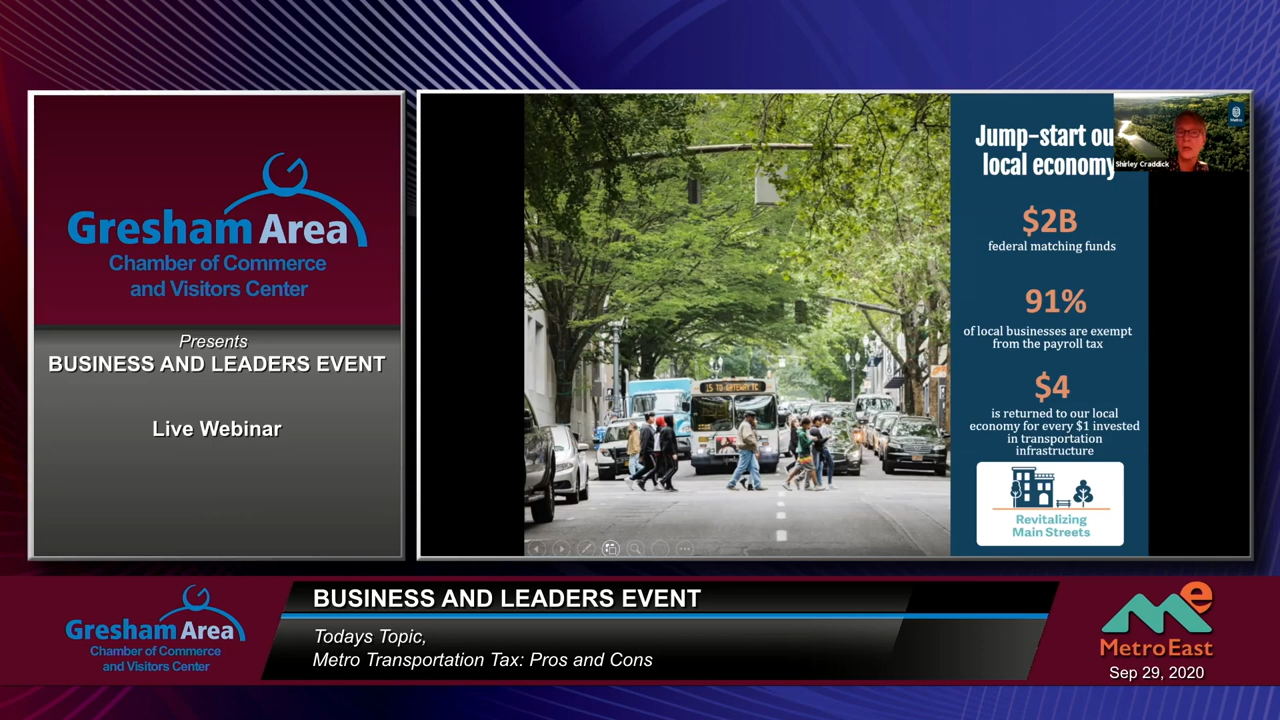 Gresham Area
Chamber of Commerce
and Visitors Center
Presents
BUSINESS AND LEADERS EVENT
Live Webinar
15 TO GATEWAY TC
Jump-start ou
local economy
$2B
federal matching funds
91%
of local businesses are exempt
from the payroll tax
$4
is returned to our local
economy for every $1 invested
in transportation
infrastructure
Revitalizing
Main Streets
Shirley Craddick
Metro
Gresham Area
Chamber of Commerce
and Visitors Center
BUSINESS AND LEADERS EVENT
Todays Topic,
Metro Transportation Tax: Pros and Cons
Me
MetroEast
Sep 29, 2020